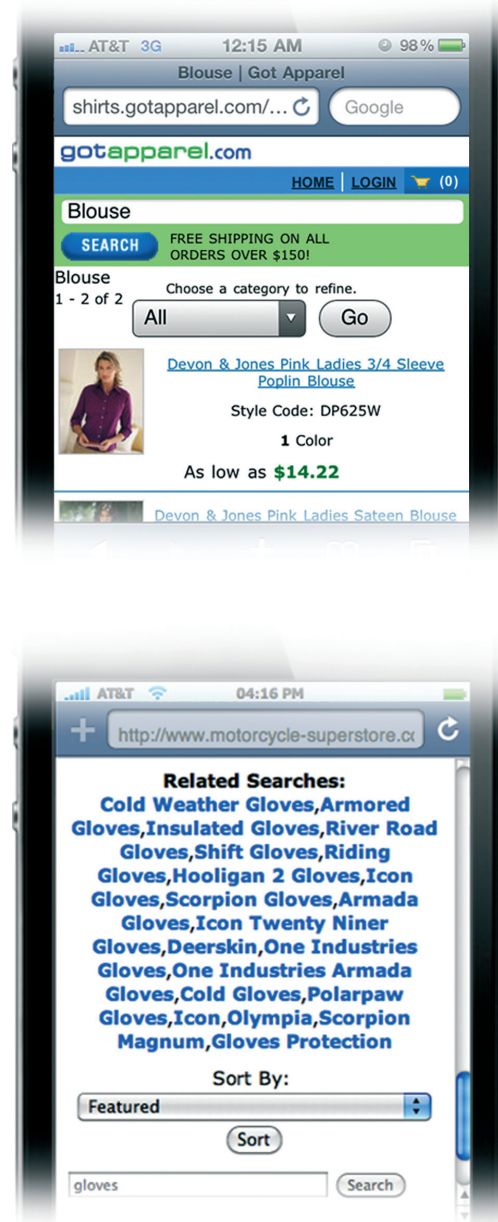 AT&T 3G 12:15 AM 98%
Blouse | Got Apparel
shirts.gotapparel.com/... Google
gotapparel.com
HOME | LOGIN (0)
Blouse
SEARCH FREE SHIPPING ON ALL
ORDERS OVER $150!
Blouse
1 - 2 of 2 Choose a category to refine.
All Go
Devon & Jones Pink Ladies 3/4 Sleeve
Poplin Blouse
Style Code: DP625W
1 Color
As low as $14.22
Devon & Jones Pink Ladies Sateen Blouse
AT&T 04:16 PM
http://www.motorcycle-superstore.co
Related Searches:
Cold Weather Gloves,Armored
Gloves,Insulated Gloves,River Road
Gloves,Shift Gloves,Riding
Gloves,Hooligan 2 Gloves,Icon
Gloves,Scorpion Gloves,Armada
Gloves,Icon Twenty Niner
Gloves,Deerskin,One Industries
Gloves,One Industries Armada
Gloves,Cold Gloves,Polarpaw
Gloves,Icon,Olympia,Scorpion
Magnum,Gloves Protection
Sort By:
Featured
Sort
gloves Search